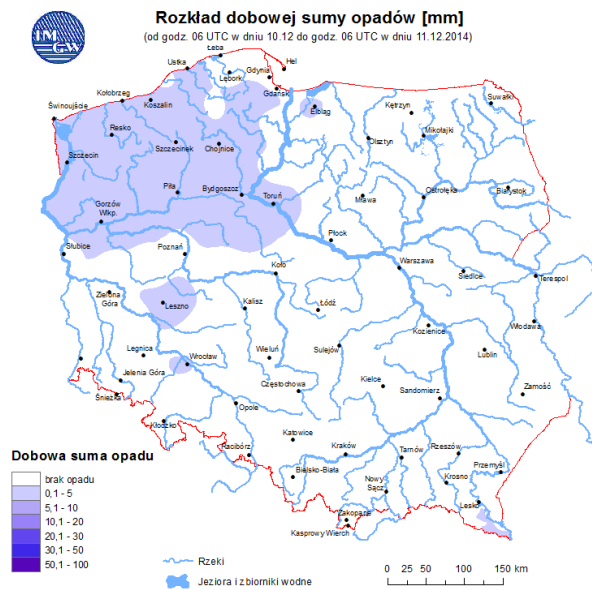 IM
GW
Rozkład dobowej sumy opadów [mm]
(od godz. 06 UTC w dniu 10.12 do godz. 06 UTC w dniu 11.12.2014)
Łeba
Ustka
Hel
Gdynia
Lębork
Gdańsk
Kołobrzeg
Koszalin
Świnoujście
Elbląg
Kętrzyn
Suwałki
Resko
Olsztyn
Mikołajki
Szczecin
Szczecinek
Chojnice
Piła
Bydgoszcz
Toruń
Mława
Ostrołęka
Białystok
Gorzów
Wkp.
Płock
Słubice
Poznań
Koło
Warszawa
Siedlce
Terespol
Zielona
Góra
Leszno
Kalisz
Łódź
Kozienice
Włodawa
Legnica
Wrocław
Wieluń
Sulejów
Lublin
Jelenia Góra
Śnieżka
Częstochowa
Kielce
Sandomierz
Zamość
Opole
Kłodzko
Katowice
Racibórz
Kraków
Tarnów
Rzeszów
Przemyśl
Bielsko-Biała
Nowy
Sącz
Krosno
Lesko
Zakopane
Kasprowy Wierch
Dobowa suma opadu
brak opadu
0,1 - 5
5,1 - 10
10,1 - 20
20,1 - 30
30,1 - 50
50,1 - 100
Rzeki
Jeziora i zbiorniki wodne
0 25 50 100 150 km